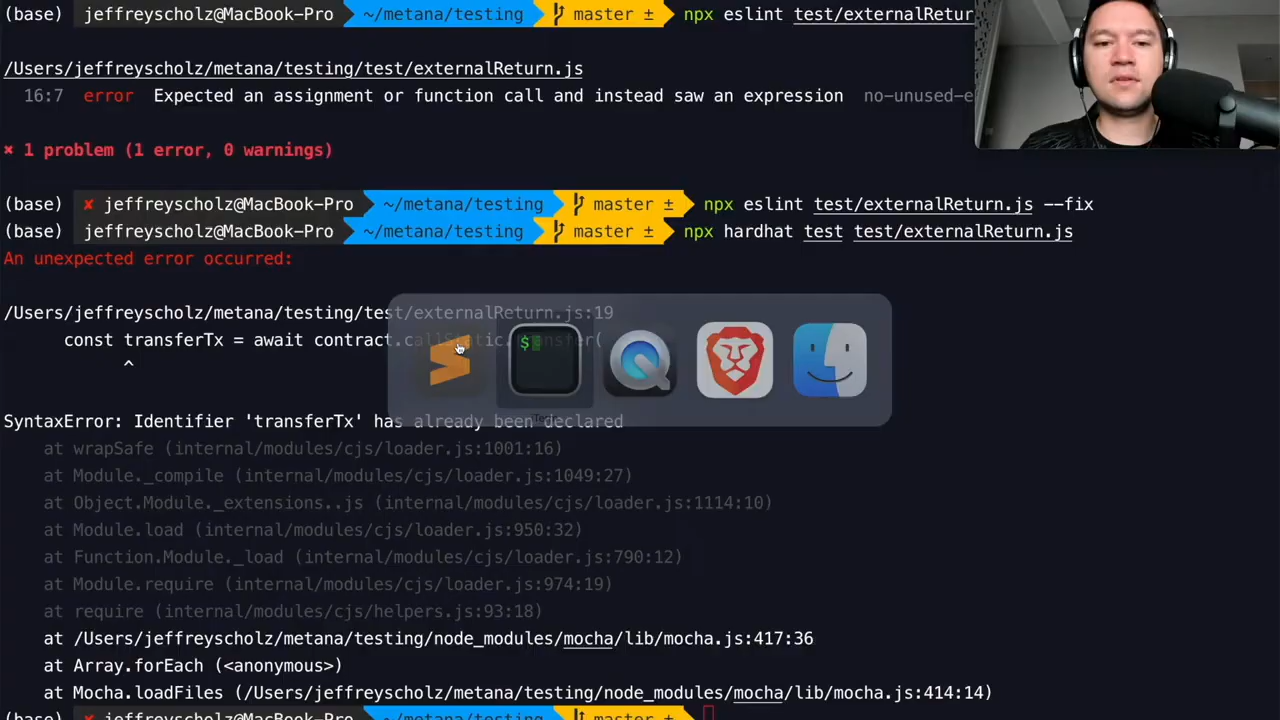 (base) jeffreyscholz@MacBook-Pro ~/metana/testing master ± npx eslint test/externalRetur
/Users/jeffreyscholz/metana/testing/test/externalReturn.js
16:7 error Expected an assignment or function call and instead saw an expression no-unused-e
✖ 1 problem (1 error, 0 warnings)
(base) ✘ jeffreyscholz@MacBook-Pro ~/metana/testing master ± npx eslint test/externalReturn.js --fix
(base) jeffreyscholz@MacBook-Pro ~/metana/testing master ± npx hardhat test test/externalReturn.js
An unexpected error occurred:
/Users/jeffreyscholz/metana/testing/test/externalReturn.js:19
const transferTx = await contract.callStatic.transfer(
^
SyntaxError: Identifier 'transferTx' has already been declared
at wrapSafe (internal/modules/cjs/loader.js:1001:16)
at Module._compile (internal/modules/cjs/loader.js:1049:27)
at Object.Module._extensions..js (internal/modules/cjs/loader.js:1114:10)
at Module.load (internal/modules/cjs/loader.js:950:32)
at Function.Module._load (internal/modules/cjs/loader.js:790:12)
at Module.require (internal/modules/cjs/loader.js:974:19)
at require (internal/modules/cjs/helpers.js:93:18)
at /Users/jeffreyscholz/metana/testing/node_modules/mocha/lib/mocha.js:417:36
at Array.forEach (<anonymous>)
at Mocha.loadFiles (/Users/jeffreyscholz/metana/testing/node_modules/mocha/lib/mocha.js:414:14)
(base) ✘ jeffreyscholz@MacBook-Pro ~/metana/testing master ±